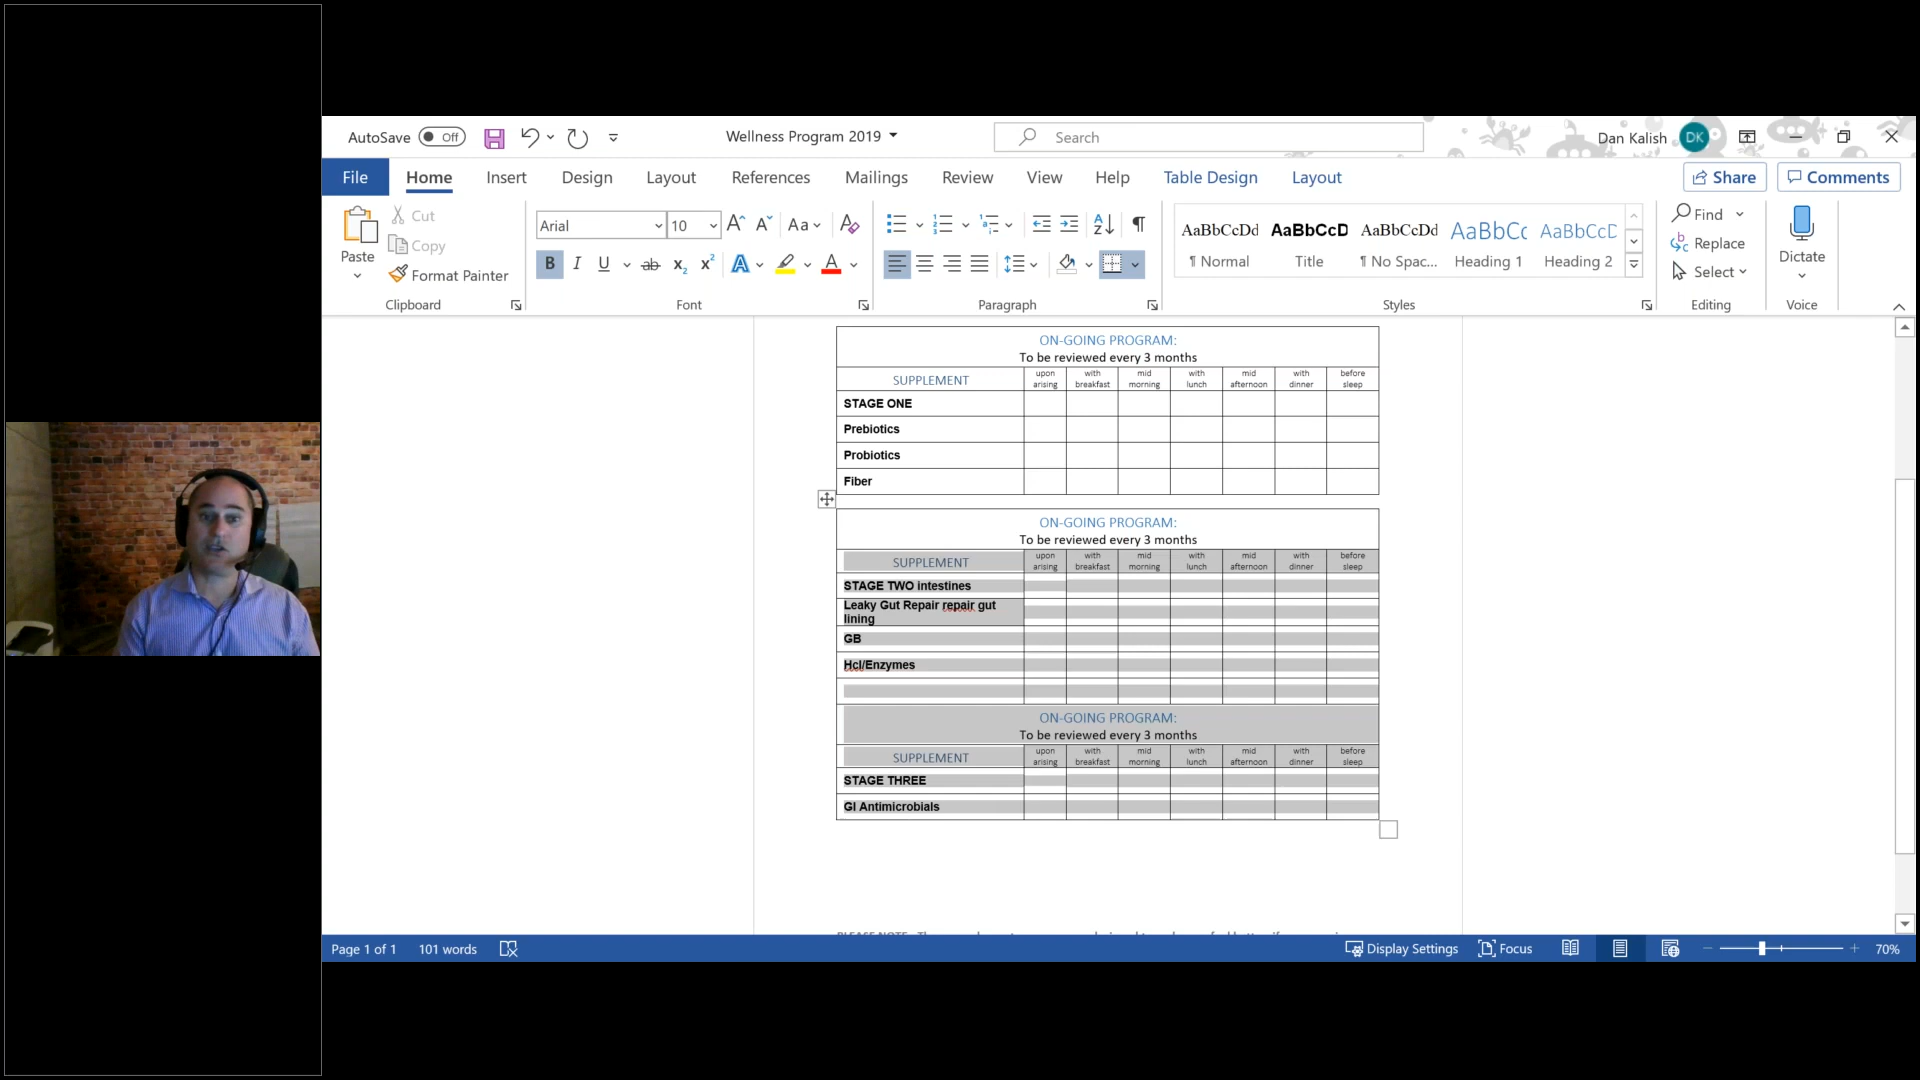 AutoSave Off Wellness Program 2019 Search Dan Kalish DK
File Home Insert Design Layout References Mailings Review View Help Table Design Layout Share Comments
Paste
Cut
Copy
Format Painter
Clipboard
Arial 10 Aa
B I U ab x2 x2 A A
Font
Paragraph
AaBbCcDd AaBbCcD AaBbCcDd AaBbCc AaBbCcD
¶ Normal Title ¶ No Spac... Heading 1 Heading 2
Styles
Find
Replace
Select
Editing
Dictate
Voice
ON-GOING PROGRAM:
To be reviewed every 3 months
SUPPLEMENT upon arising with breakfast mid morning with lunch mid afternoon with dinner before sleep
STAGE ONE
Prebiotics
Probiotics
Fiber
ON-GOING PROGRAM:
To be reviewed every 3 months
SUPPLEMENT upon arising with breakfast mid morning with lunch mid afternoon with dinner before sleep
STAGE TWO intestines
Leaky Gut Repair repair gut
lining
GB
Hcl/Enzymes
ON-GOING PROGRAM:
To be reviewed every 3 months
SUPPLEMENT upon arising with breakfast mid morning with lunch mid afternoon with dinner before sleep
STAGE THREE
GI Antimicrobials
Page 1 of 1 101 words Display Settings Focus 70%